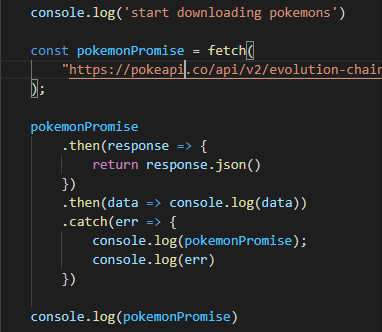 console.log('start downloading pokemons')
const pokemonPromise = fetch(
"https://pokeapi.co/api/v2/evolution-chain
);
pokemonPromise
.then(response => {
return response.json()
})
.then(data => console.log(data))
.catch(err => {
console.log(pokemonPromise);
console.log(err)
})
console.log(pokemonPromise)